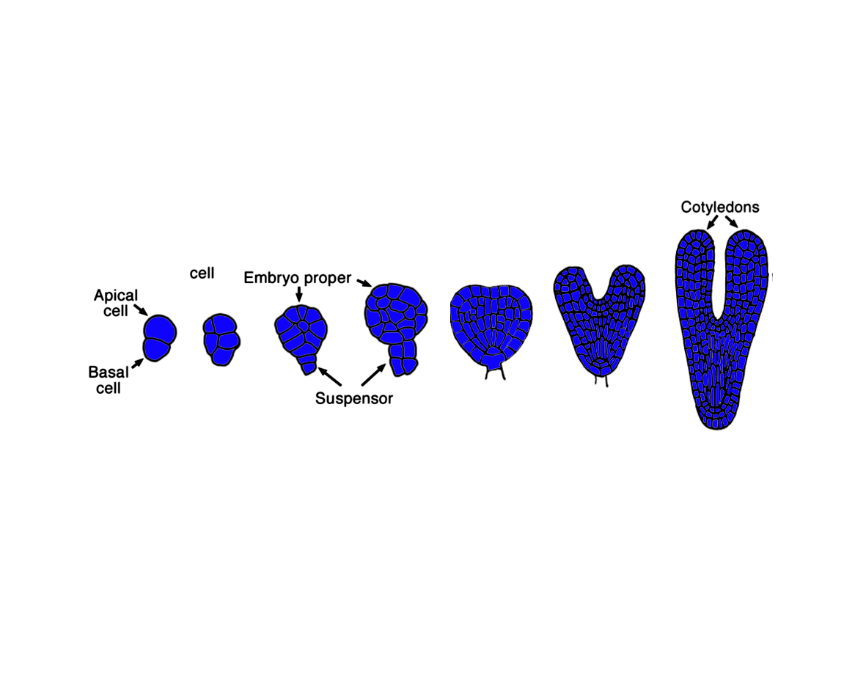 Cotyledons
cell
Embryo proper
Apical
cell
Basal
cell
Suspensor